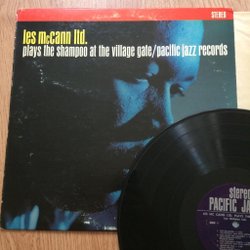 STEREO
les mcCann ltd.
plays the shampoo at the village gate/pacific jazz records
stereo
PACIFIC JA